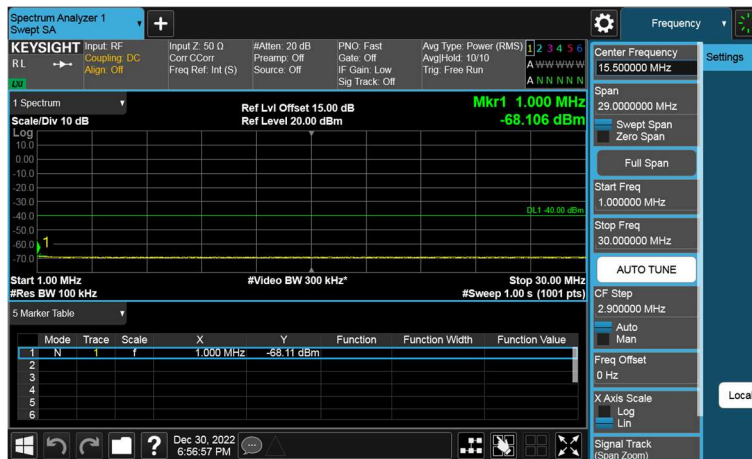 Spectrum Analyzer 1
Swept SA
Frequency
KEYSIGHT
RL
LXI
Input: RF
Coupling: DC
Align: Off
Input Z: 50 Ω
Corr CCorr
Freq Ref: Int (S)
#Atten: 20 dB
Preamp: Off
Source: Off
PNO: Fast
Gate: Off
IF Gain: Low
Sig Track: Off
Avg Type: Power (RMS)
Avg|Hold: 10/10
Trig: Free Run
1 2 3 4 5 6
A W W W W W
A N N N N N
1 Spectrum
Scale/Div 10 dB
Ref Lvl Offset 15.00 dB
Ref Level 20.00 dBm
Mkr1 1.000 MHz
-68.106 dBm
Log
10.0
0.00
-10.0
-20.0
-30.0
-40.0
-50.0
-60.0
-70.0
DL1 -40.00 dBm
1
Start 1.00 MHz
#Res BW 100 kHz
#Video BW 300 kHz*
Stop 30.00 MHz
#Sweep 1.00 s (1001 pts)
5 Marker Table
Mode Trace Scale X Y Function Function Width Function Value
1 N 1 f 1.000 MHz -68.11 dBm
2
3
4
5
6
Dec 30, 2022
6:56:57 PM
Center Frequency
15.500000 MHz
Settings
Span
29.0000000 MHz
Swept Span
Zero Span
Full Span
Start Freq
1.000000 MHz
Stop Freq
30.000000 MHz
AUTO TUNE
CF Step
2.900000 MHz
Auto
Man
Freq Offset
0 Hz
X Axis Scale
Log
Lin
Local
Signal Track
(Span Zoom)